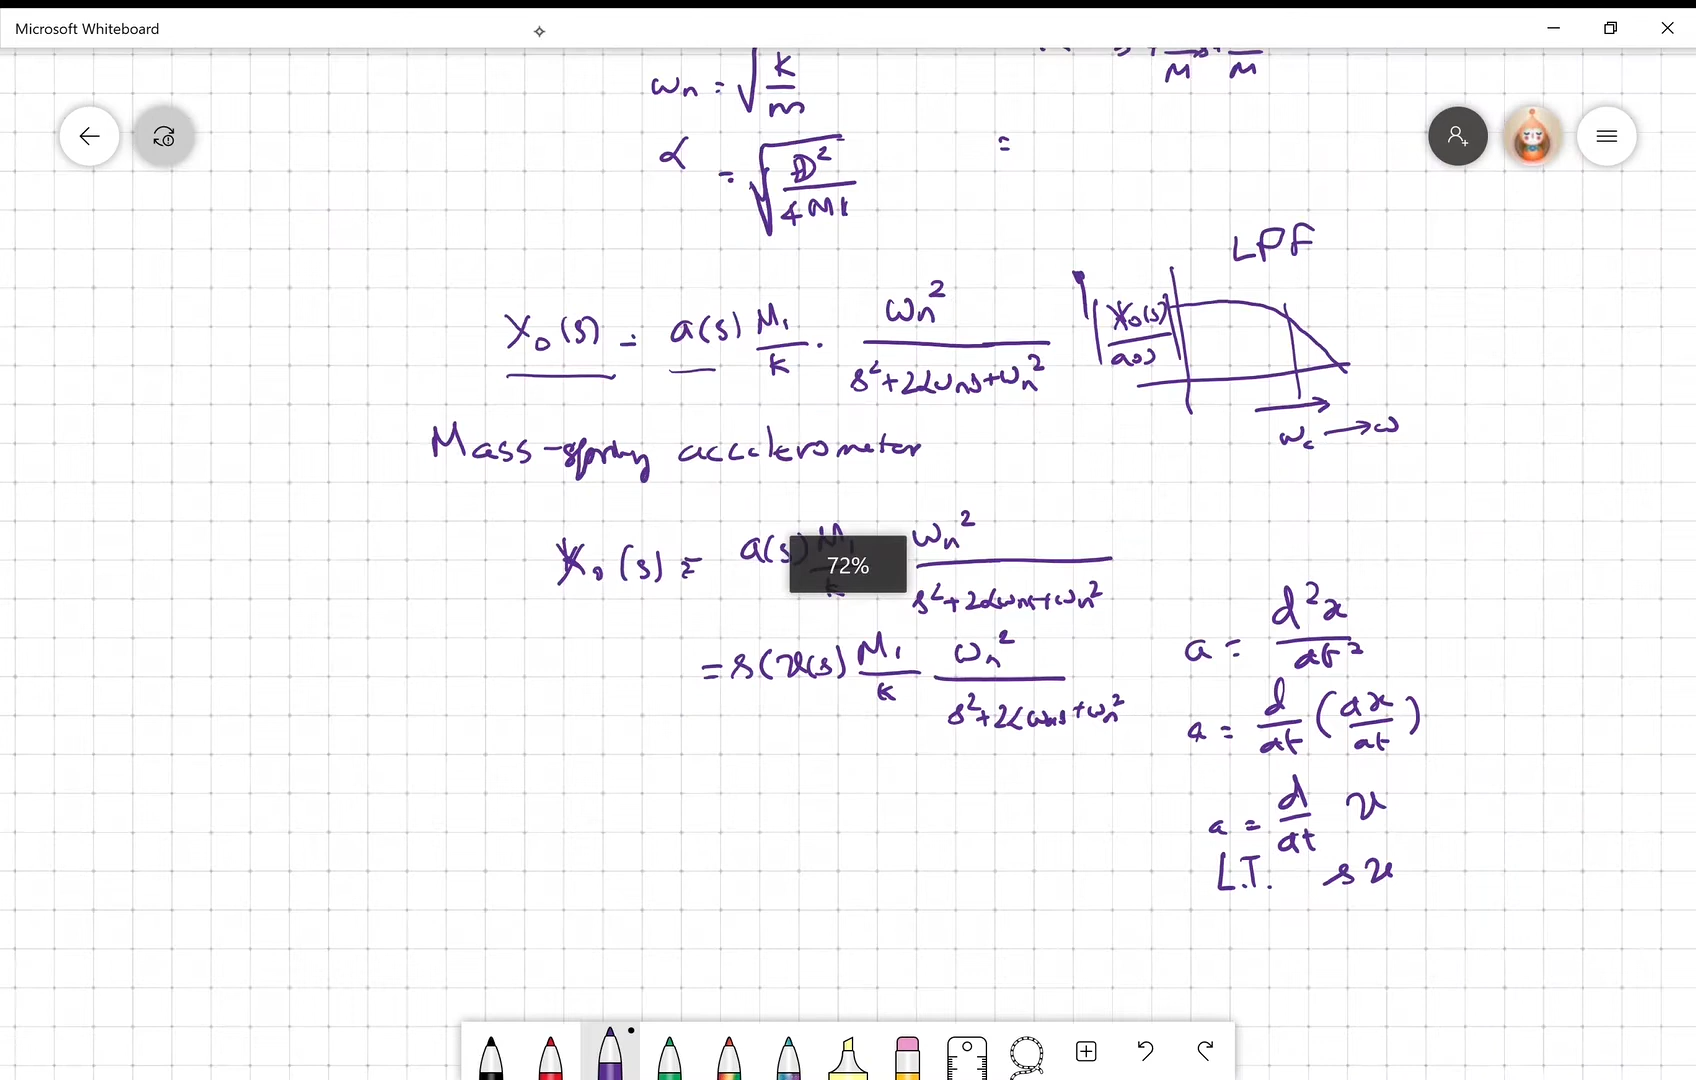 Microsoft Whiteboard
ωn = √(K/m)
M M
α = √(D²/4MK)
=
LPF
X₀(s) = a(s) M₁/K · ωn²/(s²+2αωns+ωn²)
|X₀(s)/a(s)|
ωc → ω
Mass-spring accelerometer
X₀(s) = a(s) M₁/K ωn²/(s²+2αωns+ωn²)
72%
= s(v(s) M₁/K ωn²/(s²+2αωns+ωn²)
a = d²x/dt²
a = d/dt (dx/dt)
a = d/dt v
L.T. sv